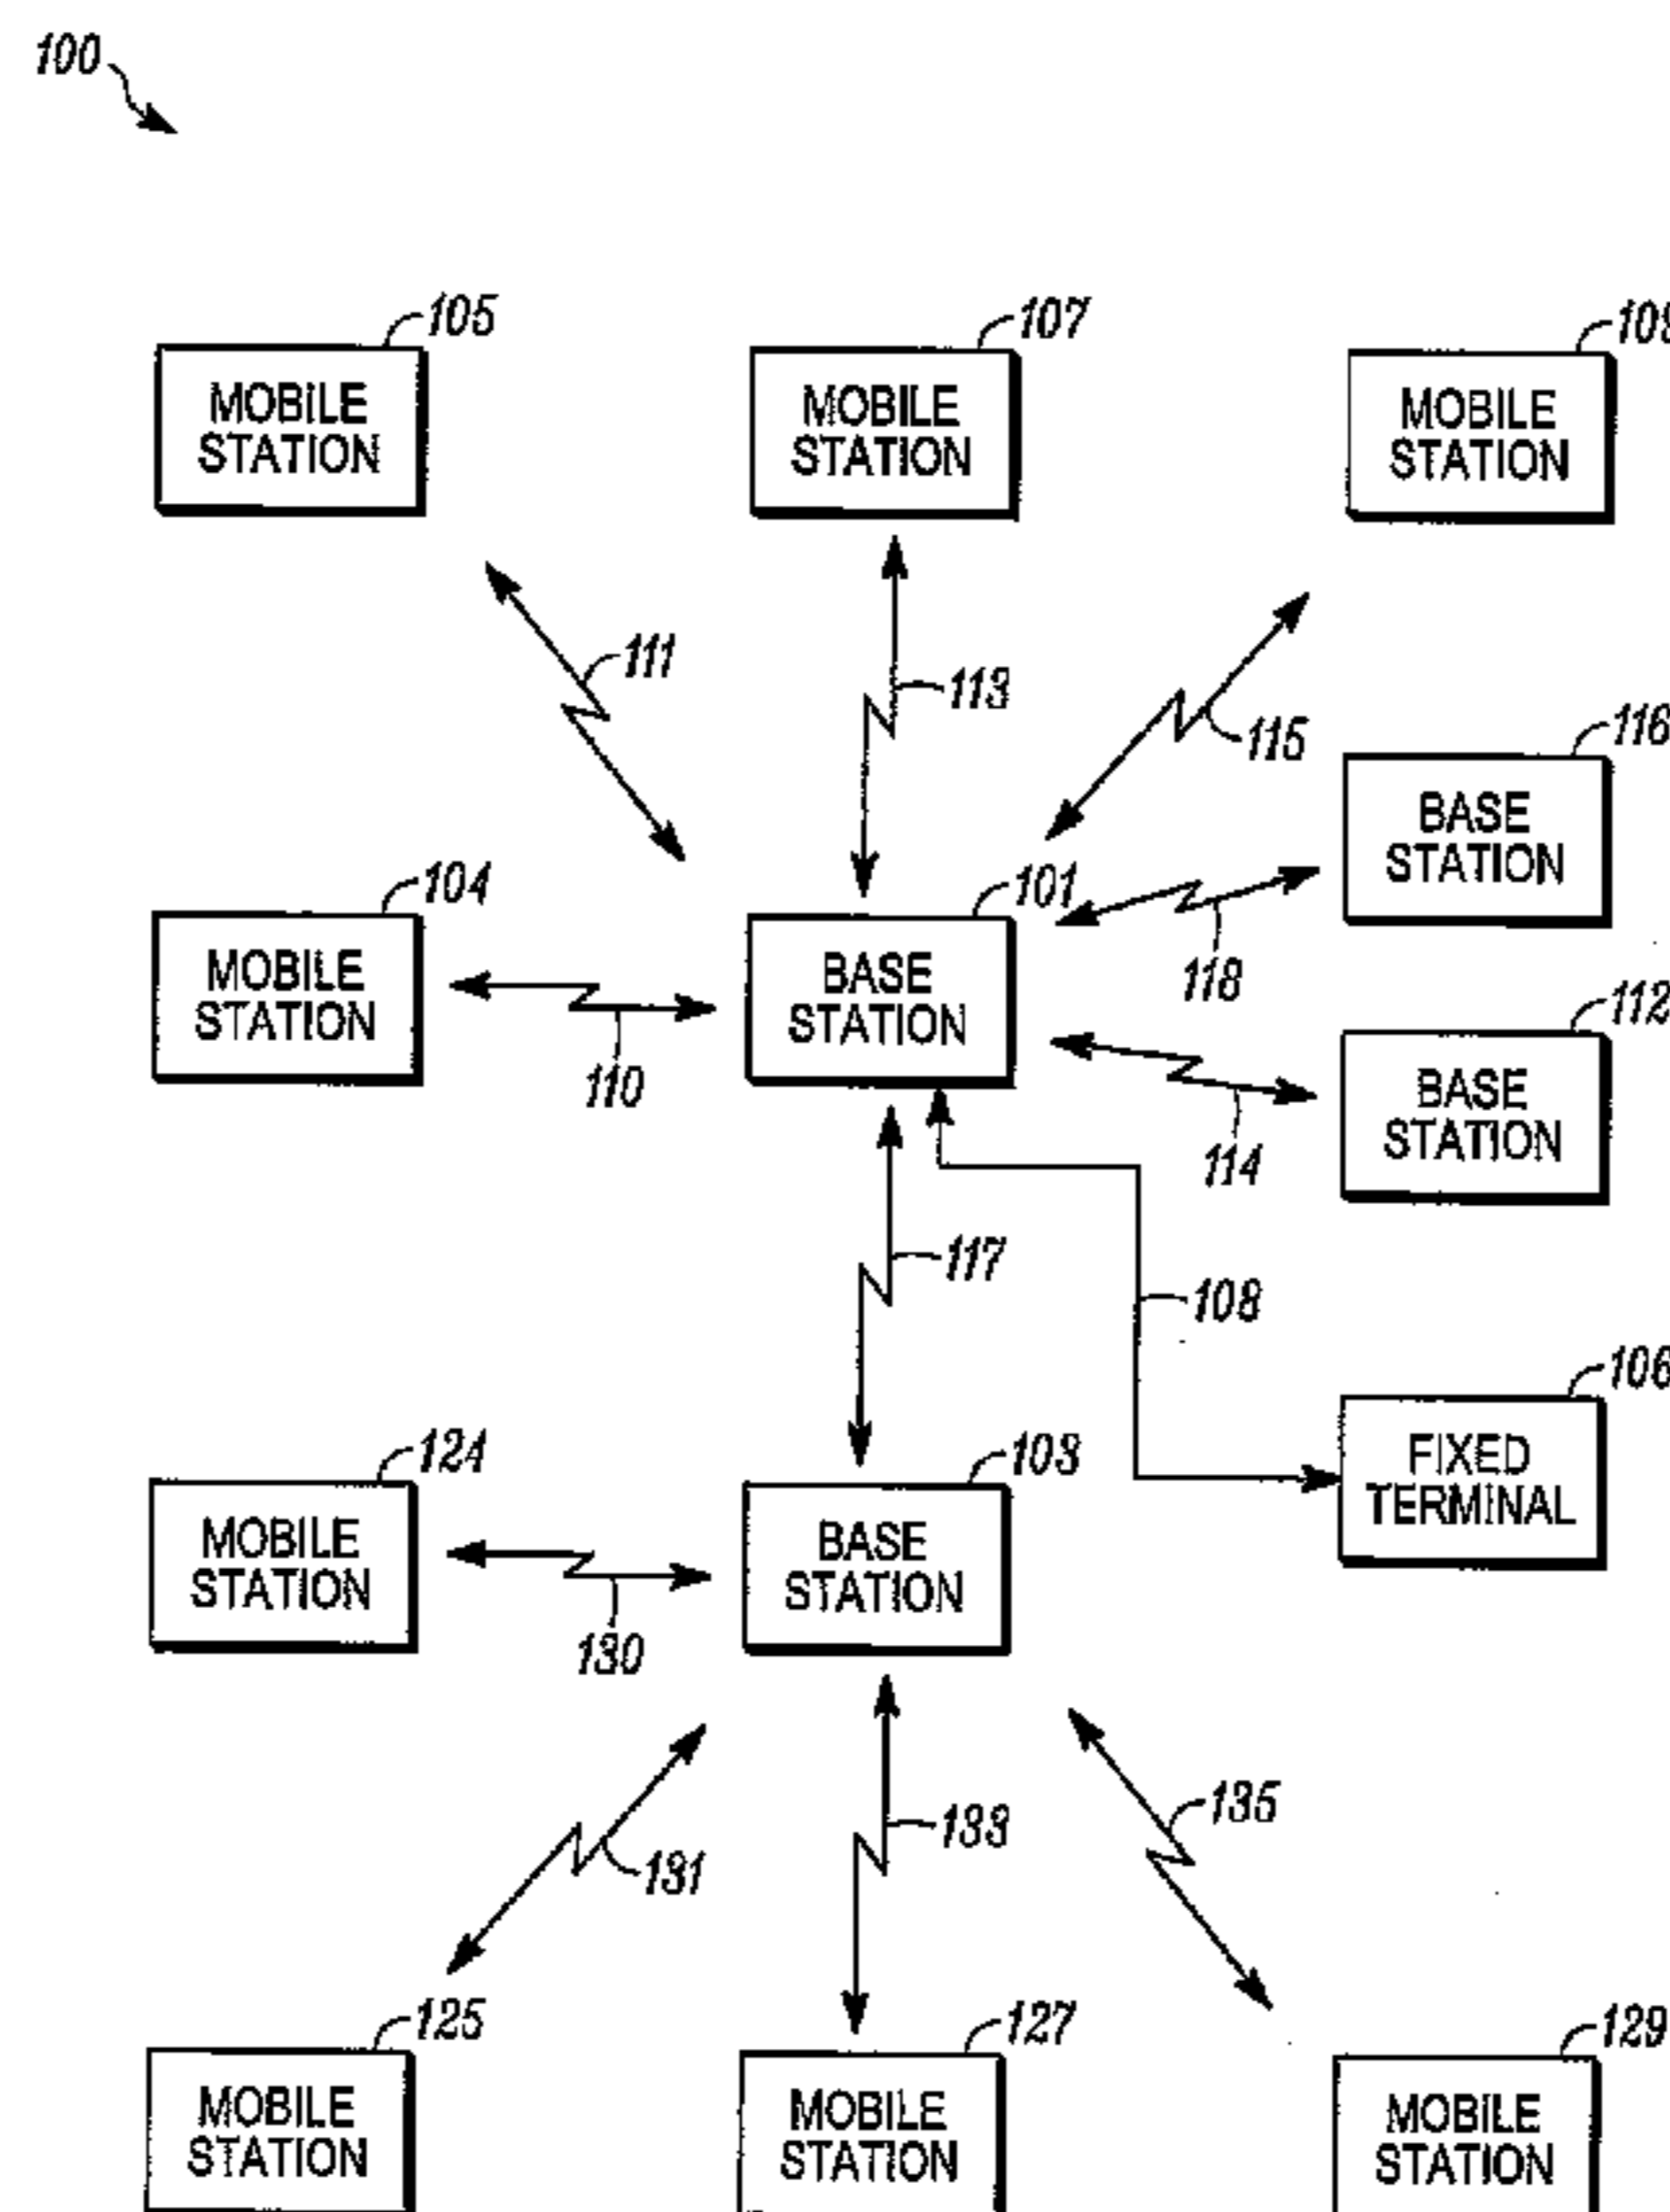 100
105
107
MOBILE
STATION
MOBILE
STATION
MOBILE
STATION
111
113
115
116
BASE
STATION
104
101
MOBILE
STATION
BASE
STATION
118
112
BASE
STATION
110
114
117
108
106
FIXED
TERMINAL
124
103
MOBILE
STATION
BASE
STATION
130
131
133
135
125
127
129
MOBILE
STATION
MOBILE
STATION
MOBILE
STATION